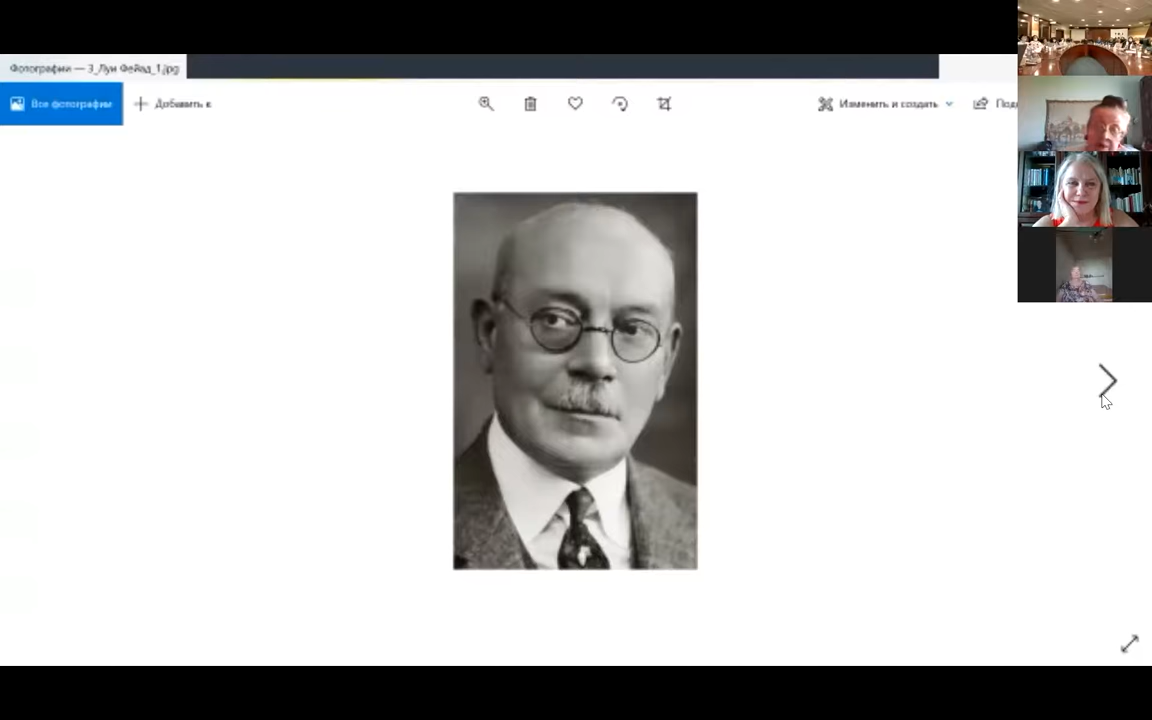 Фотографии — 3_Луи Фейад_1.jpg
Все фотографии
Добавить к
Изменить и создать